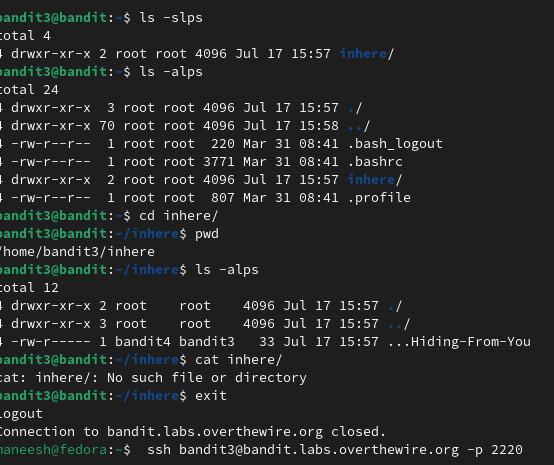 bandit3@bandit:~$ ls -slps
total 4
4 drwxr-xr-x 2 root root 4096 Jul 17 15:57 inhere/
bandit3@bandit:~$ ls -alps
total 24
4 drwxr-xr-x  3 root root 4096 Jul 17 15:57 ./
4 drwxr-xr-x 70 root root 4096 Jul 17 15:58 ../
4 -rw-r--r--  1 root root  220 Mar 31 08:41 .bash_logout
4 -rw-r--r--  1 root root 3771 Mar 31 08:41 .bashrc
4 drwxr-xr-x  2 root root 4096 Jul 17 15:57 inhere/
4 -rw-r--r--  1 root root  807 Mar 31 08:41 .profile
bandit3@bandit:~$ cd inhere/
bandit3@bandit:~/inhere$ pwd
/home/bandit3/inhere
bandit3@bandit:~/inhere$ ls -alps
total 12
4 drwxr-xr-x 2 root    root    4096 Jul 17 15:57 ./
4 drwxr-xr-x 3 root    root    4096 Jul 17 15:57 ../
4 -rw-r----- 1 bandit4 bandit3   33 Jul 17 15:57 ...Hiding-From-You
bandit3@bandit:~/inhere$ cat inhere/
cat: inhere/: No such file or directory
bandit3@bandit:~/inhere$ exit
logout
Connection to bandit.labs.overthewire.org closed.
maneesh@fedora:~$  ssh bandit3@bandit.labs.overthewire.org -p 2220